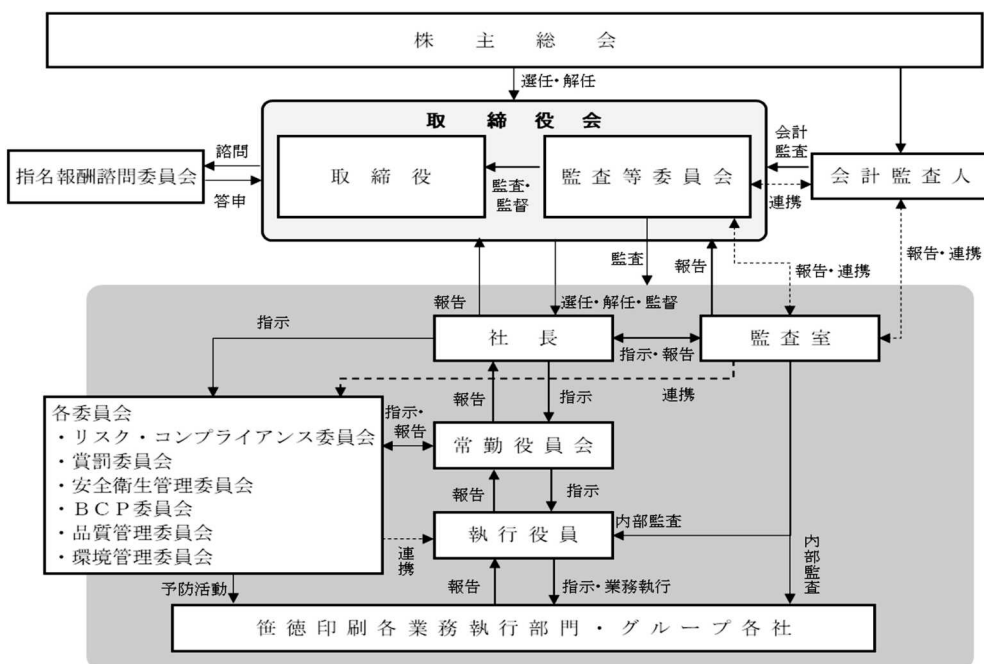 株主総会
選任・解任
取締役会
会計
監査
諮問
指名報酬諮問委員会
答申
取締役
監査・
監督
監査等委員会
連携
会計監査人
報告
選任・解任・監督
監査
報告
報告・連携
報告・連携
指示
社長
指示・報告
監査室
連携
報告
指示
各委員会
・リスク・コンプライアンス委員会
・賞罰委員会
・安全衛生管理委員会
・BCP委員会
・品質管理委員会
・環境管理委員会
指示・
報告
常勤役員会
報告
指示
内部監査
執行役員
連携
内部監査
予防活動
報告
指示・業務執行
笹徳印刷各業務執行部門・グループ各社